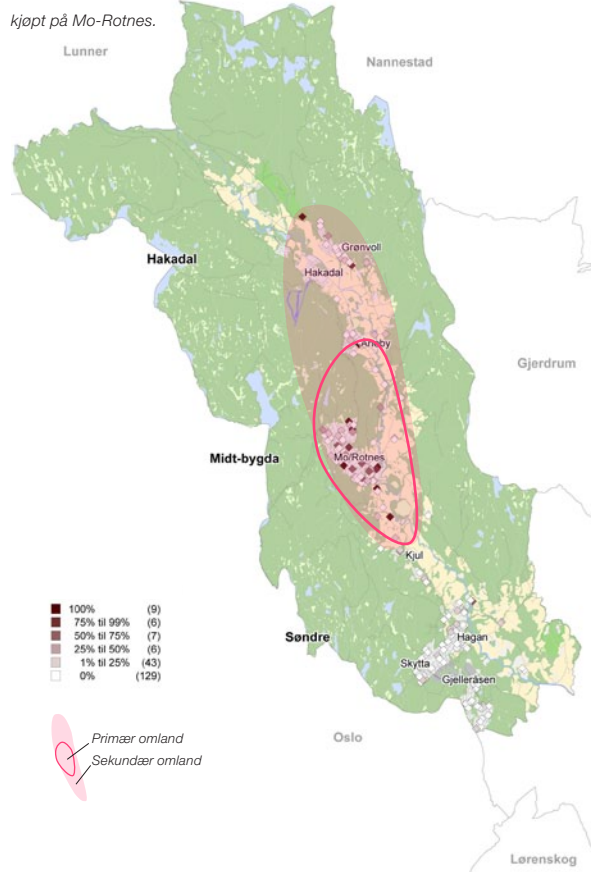 kjøpt på Mo-Rotnes.
Lunner
Nannestad
Grønvoll
Hakadal
Hakadal
Åneby
Gjerdrum
Midt-bygda
Mo/Rotnes
Kjul
100% (9)
75% til 99% (6)
50% til 75% (7)
25% til 50% (6)
1% til 25% (43)
0% (129)
Søndre
Hagan
Skytta
Gjelleråsen
Primær omland
Sekundær omland
Oslo
Lørenskog